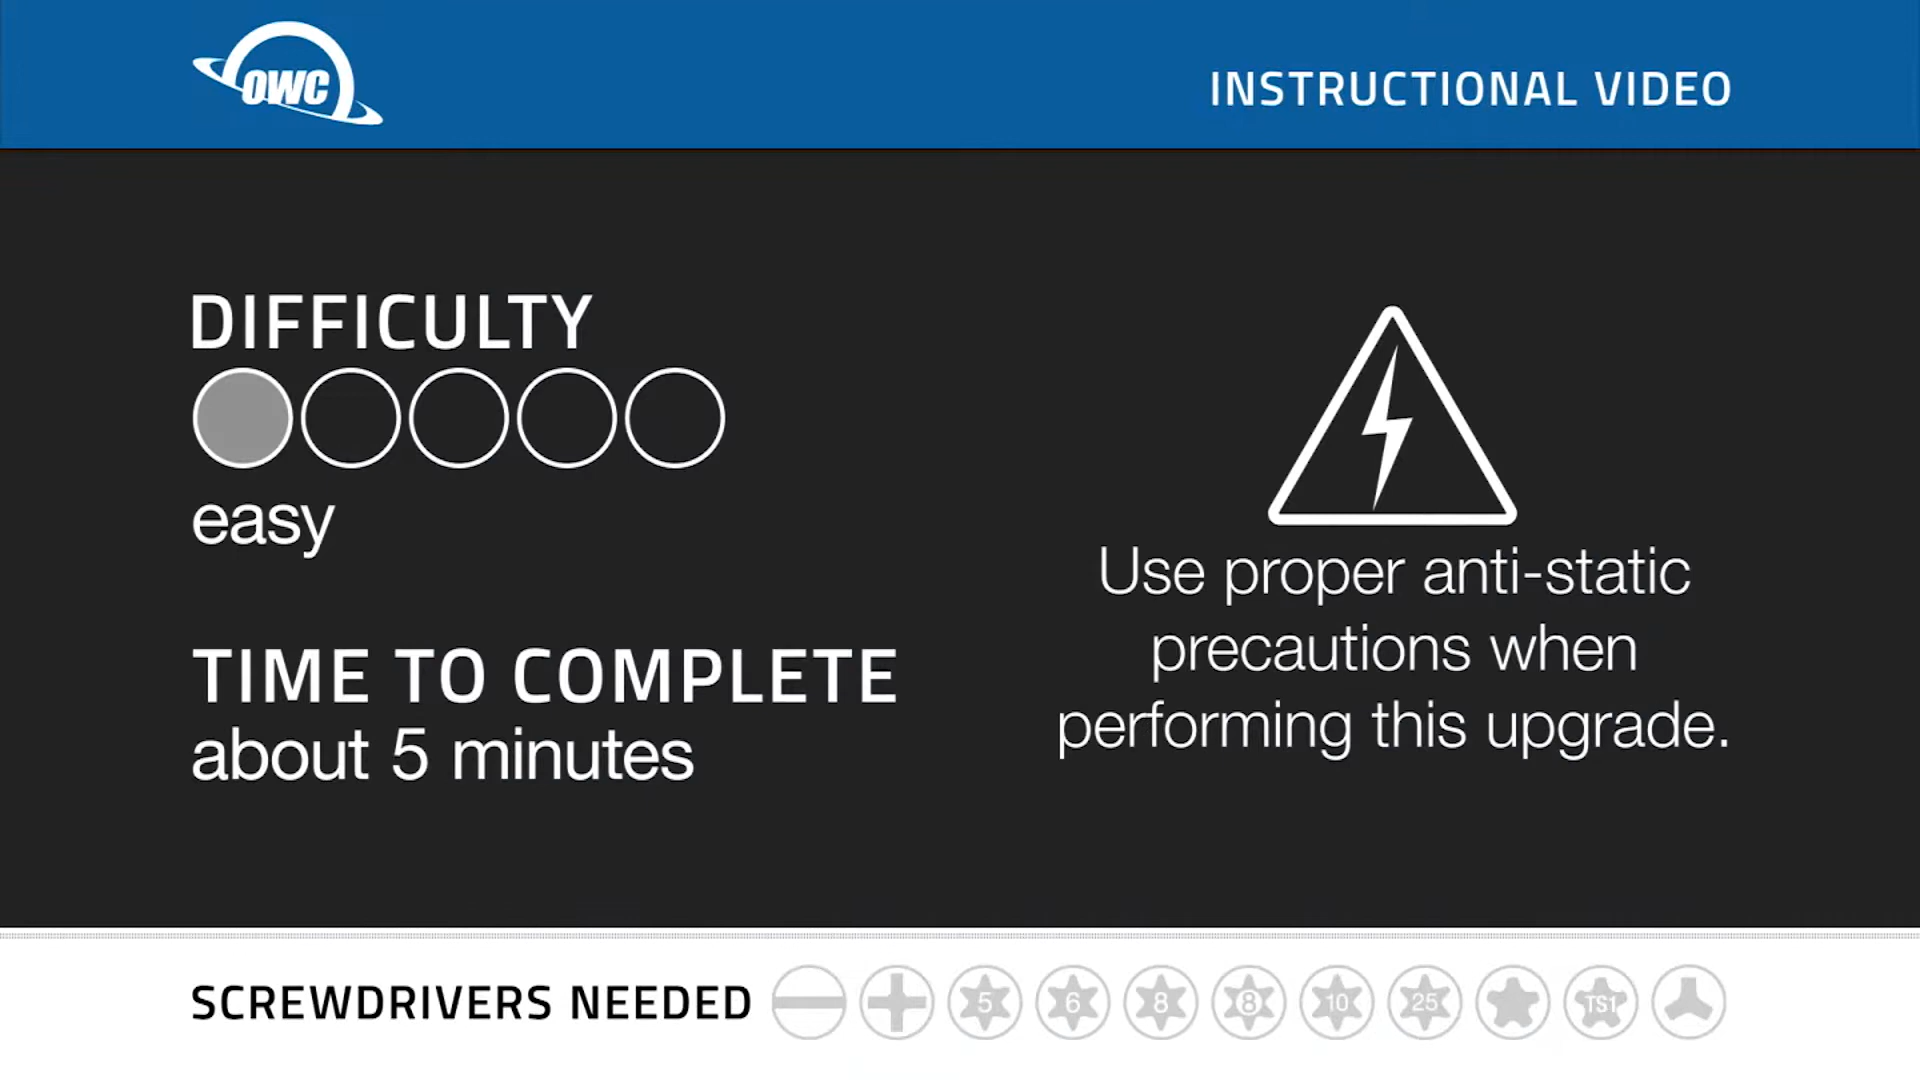 OWC
INSTRUCTIONAL VIDEO
DIFFICULTY
easy
TIME TO COMPLETE
about 5 minutes
Use proper anti-static
precautions when
performing this upgrade.
SCREWDRIVERS NEEDED
5 6 8 8 10 25 TS1